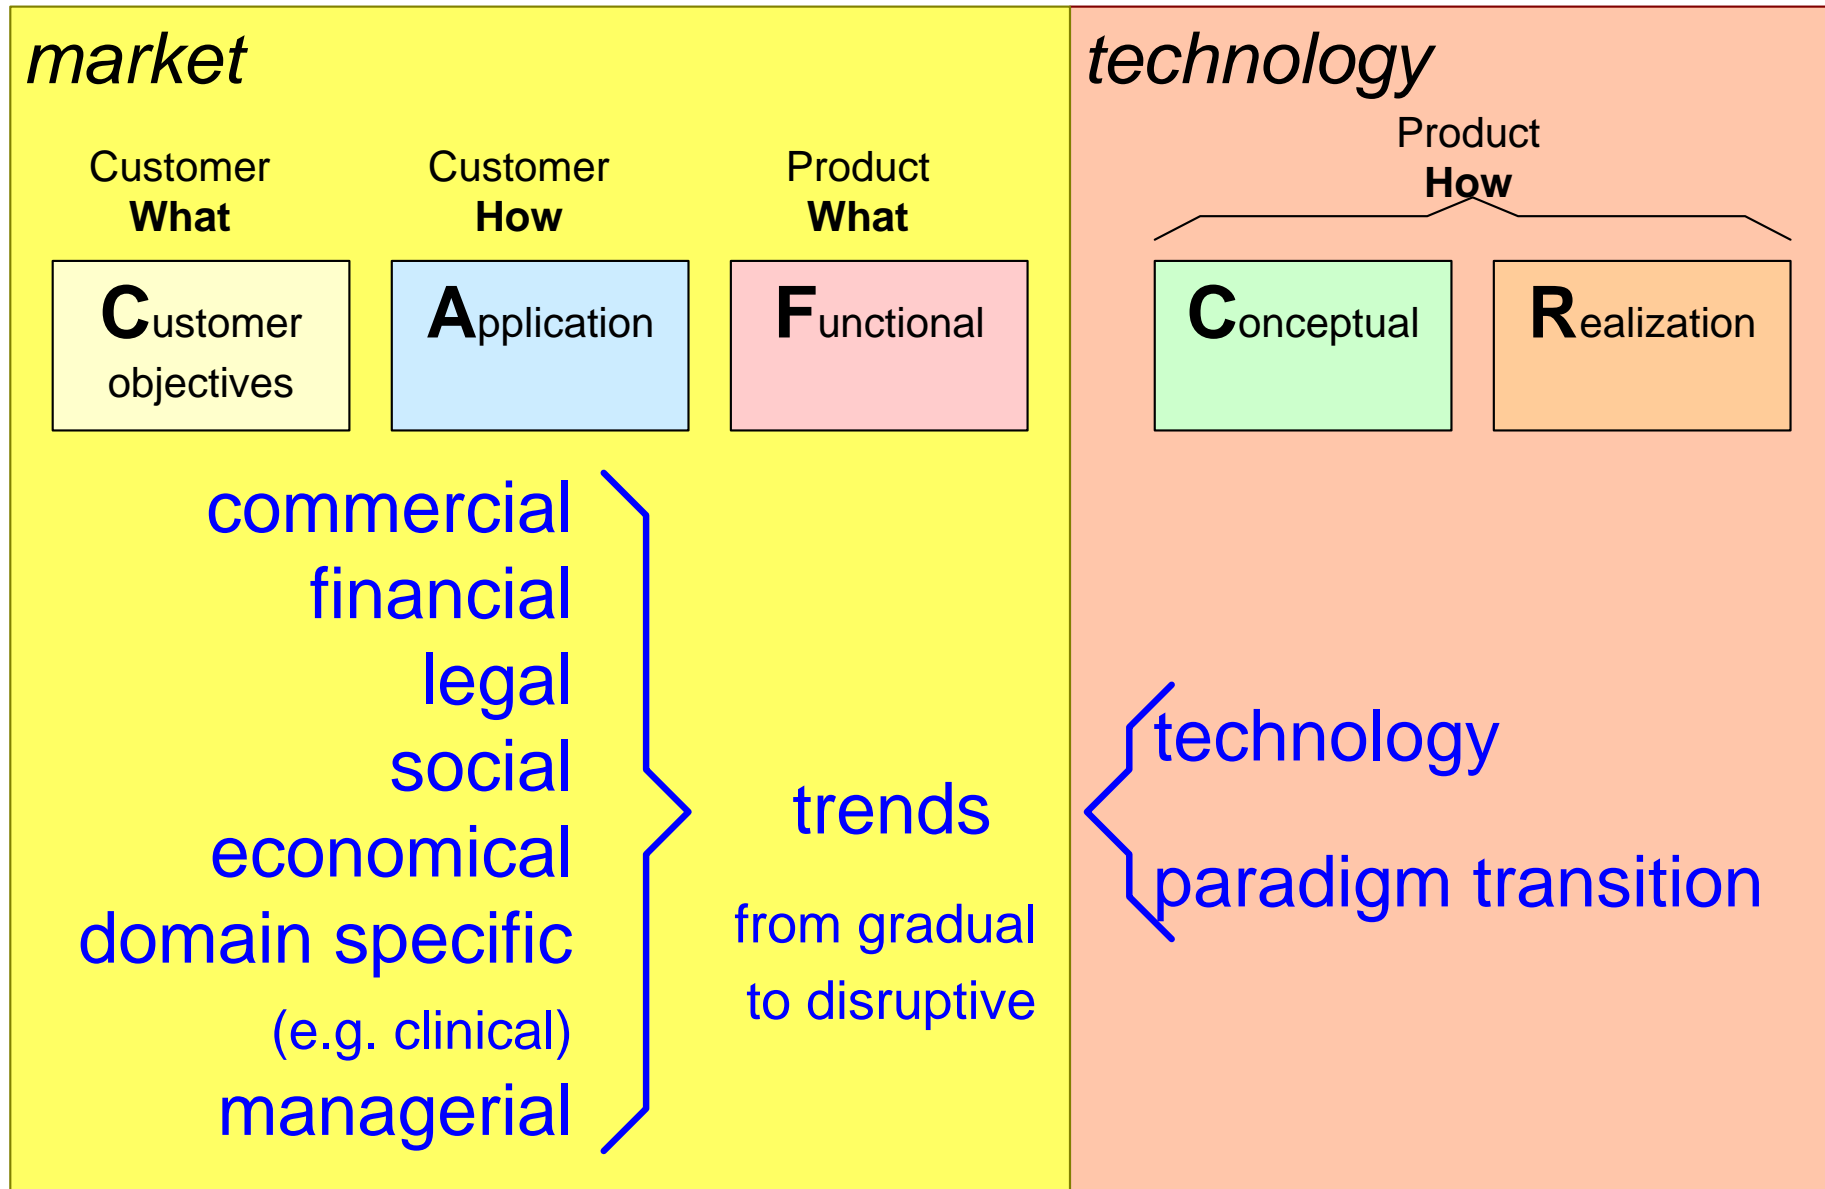 market
Customer
What
Customer
How
Product
What
Customer
objectives
Application
Functional
commercial
financial
legal
social
economical
domain specific
(e.g. clinical)
managerial
trends
from gradual
to disruptive
technology
Product
How
Conceptual
Realization
technology
paradigm transition